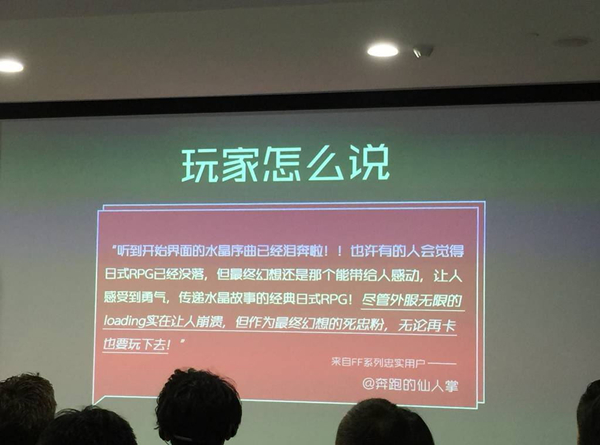 玩家怎么说
“听到开始界面的水晶序曲已经泪奔啦！！也许有的人会觉得
日式RPG已经没落，但最终幻想还是那个能带给人感动，让人
感受到勇气，传递水晶故事的经典日式RPG！尽管外服无限的
loading实在让人崩溃，但作为最终幻想的死忠粉，无论再卡
也要玩下去！”
来自FF系列忠实用户——
@奔跑的仙人掌